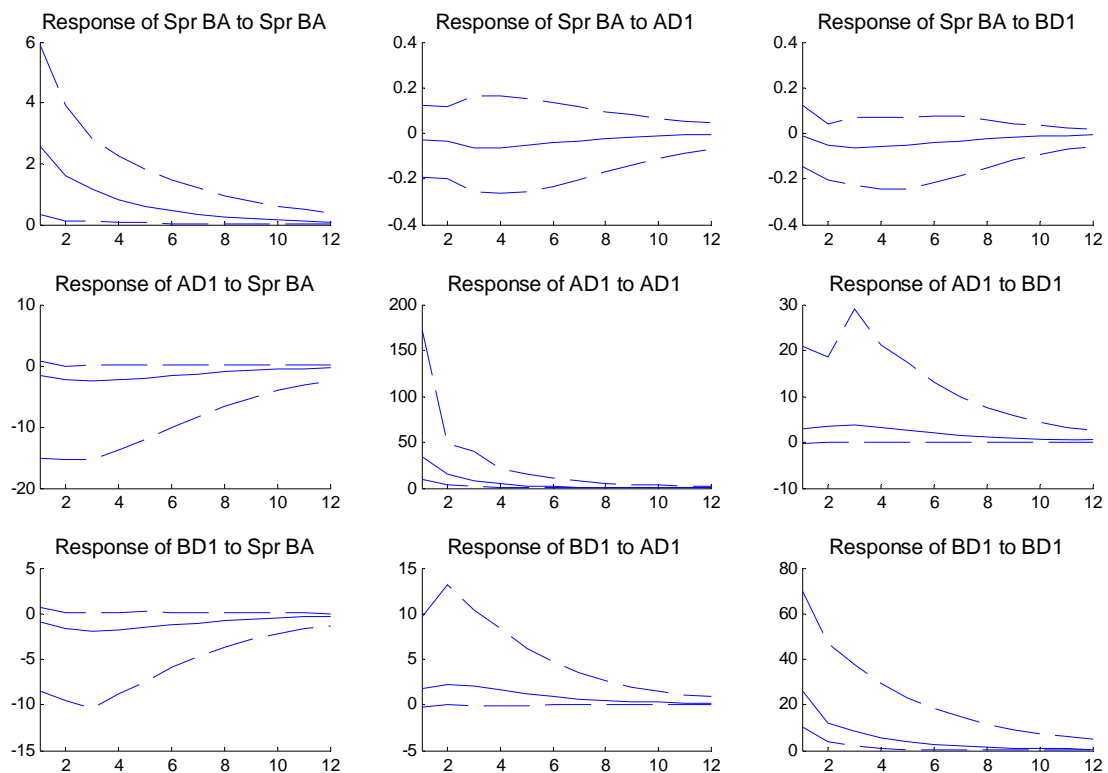 Response of Spr BA to Spr BA
6
4
2
0
2 4 6 8 10 12
Response of Spr BA to AD1
0.4
0.2
0
-0.2
-0.4
2 4 6 8 10 12
Response of Spr BA to BD1
0.4
0.2
0
-0.2
-0.4
2 4 6 8 10 12
Response of AD1 to Spr BA
10
0
-10
-20
2 4 6 8 10 12
Response of AD1 to AD1
200
150
100
50
0
2 4 6 8 10 12
Response of AD1 to BD1
30
20
10
0
-10
2 4 6 8 10 12
Response of BD1 to Spr BA
5
0
-5
-10
-15
2 4 6 8 10 12
Response of BD1 to AD1
15
10
5
0
-5
2 4 6 8 10 12
Response of BD1 to BD1
80
60
40
20
0
2 4 6 8 10 12